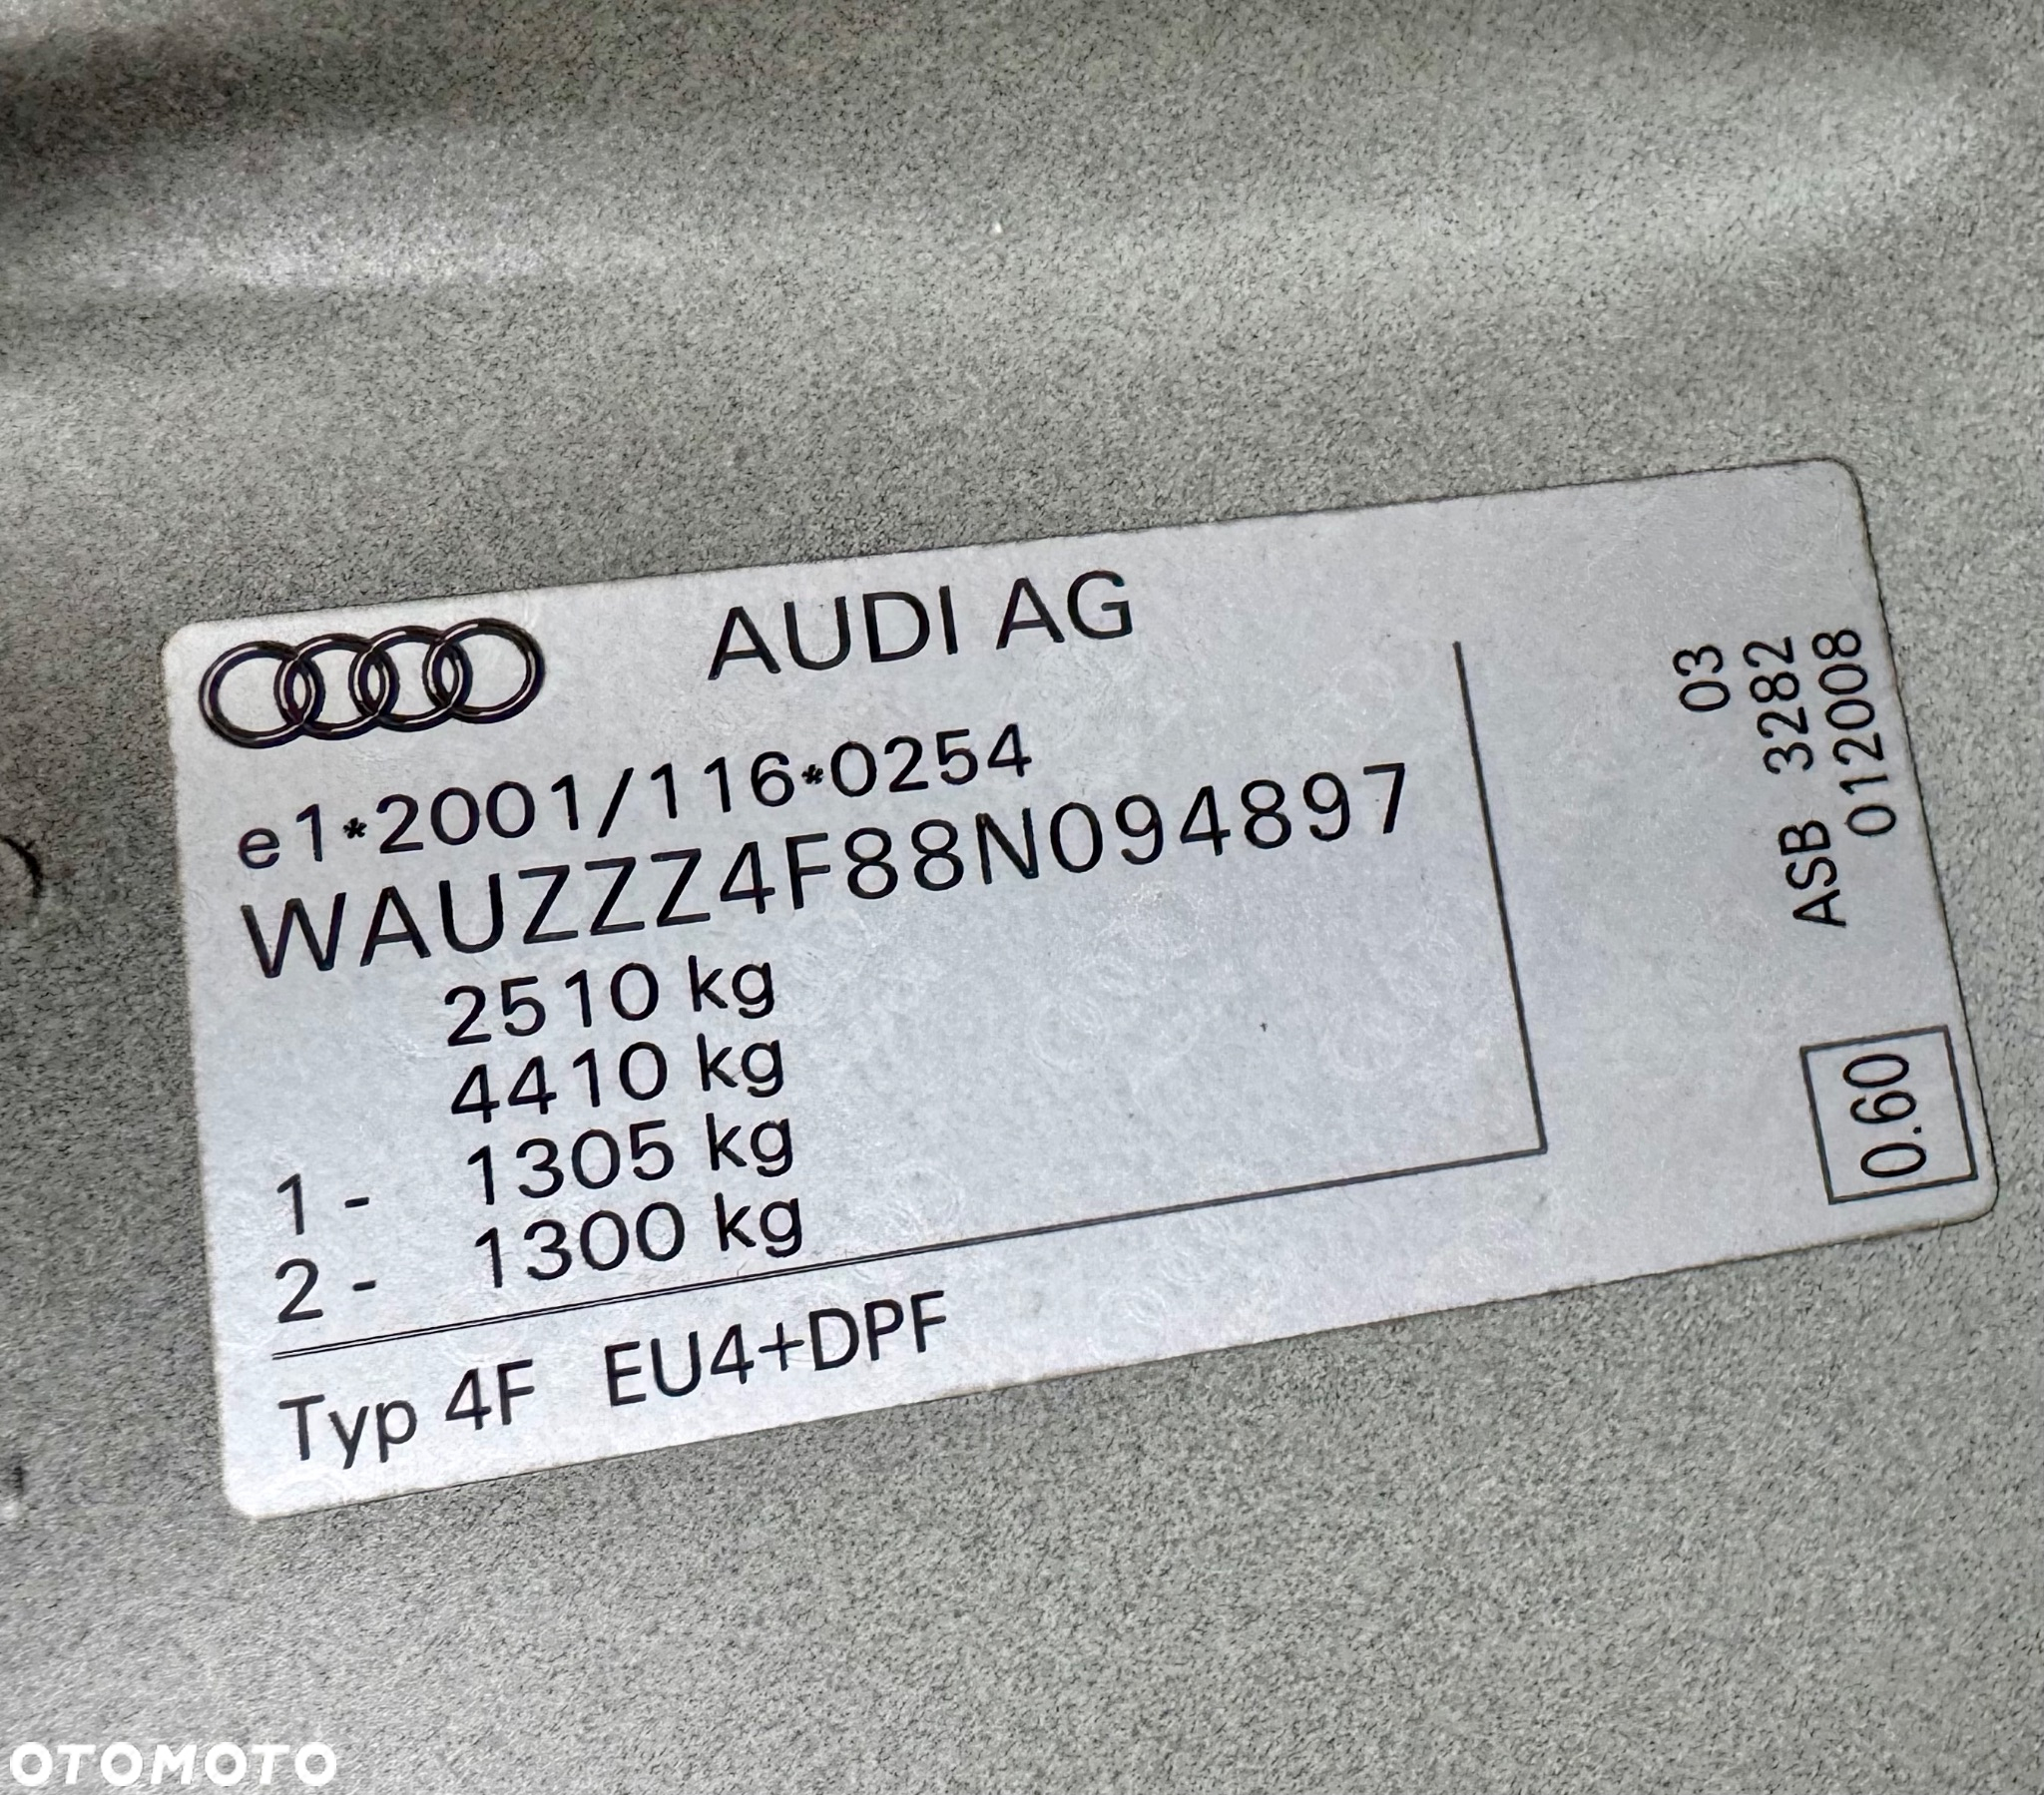 AUDI AG
e1*2001/116*0254
WAUZZZ4F88N094897
2510 kg
4410 kg
1 - 1305 kg
2 - 1300 kg
Typ 4F EU4+DPF
03
ASB 3282
012008
0.60
OTOMOTO